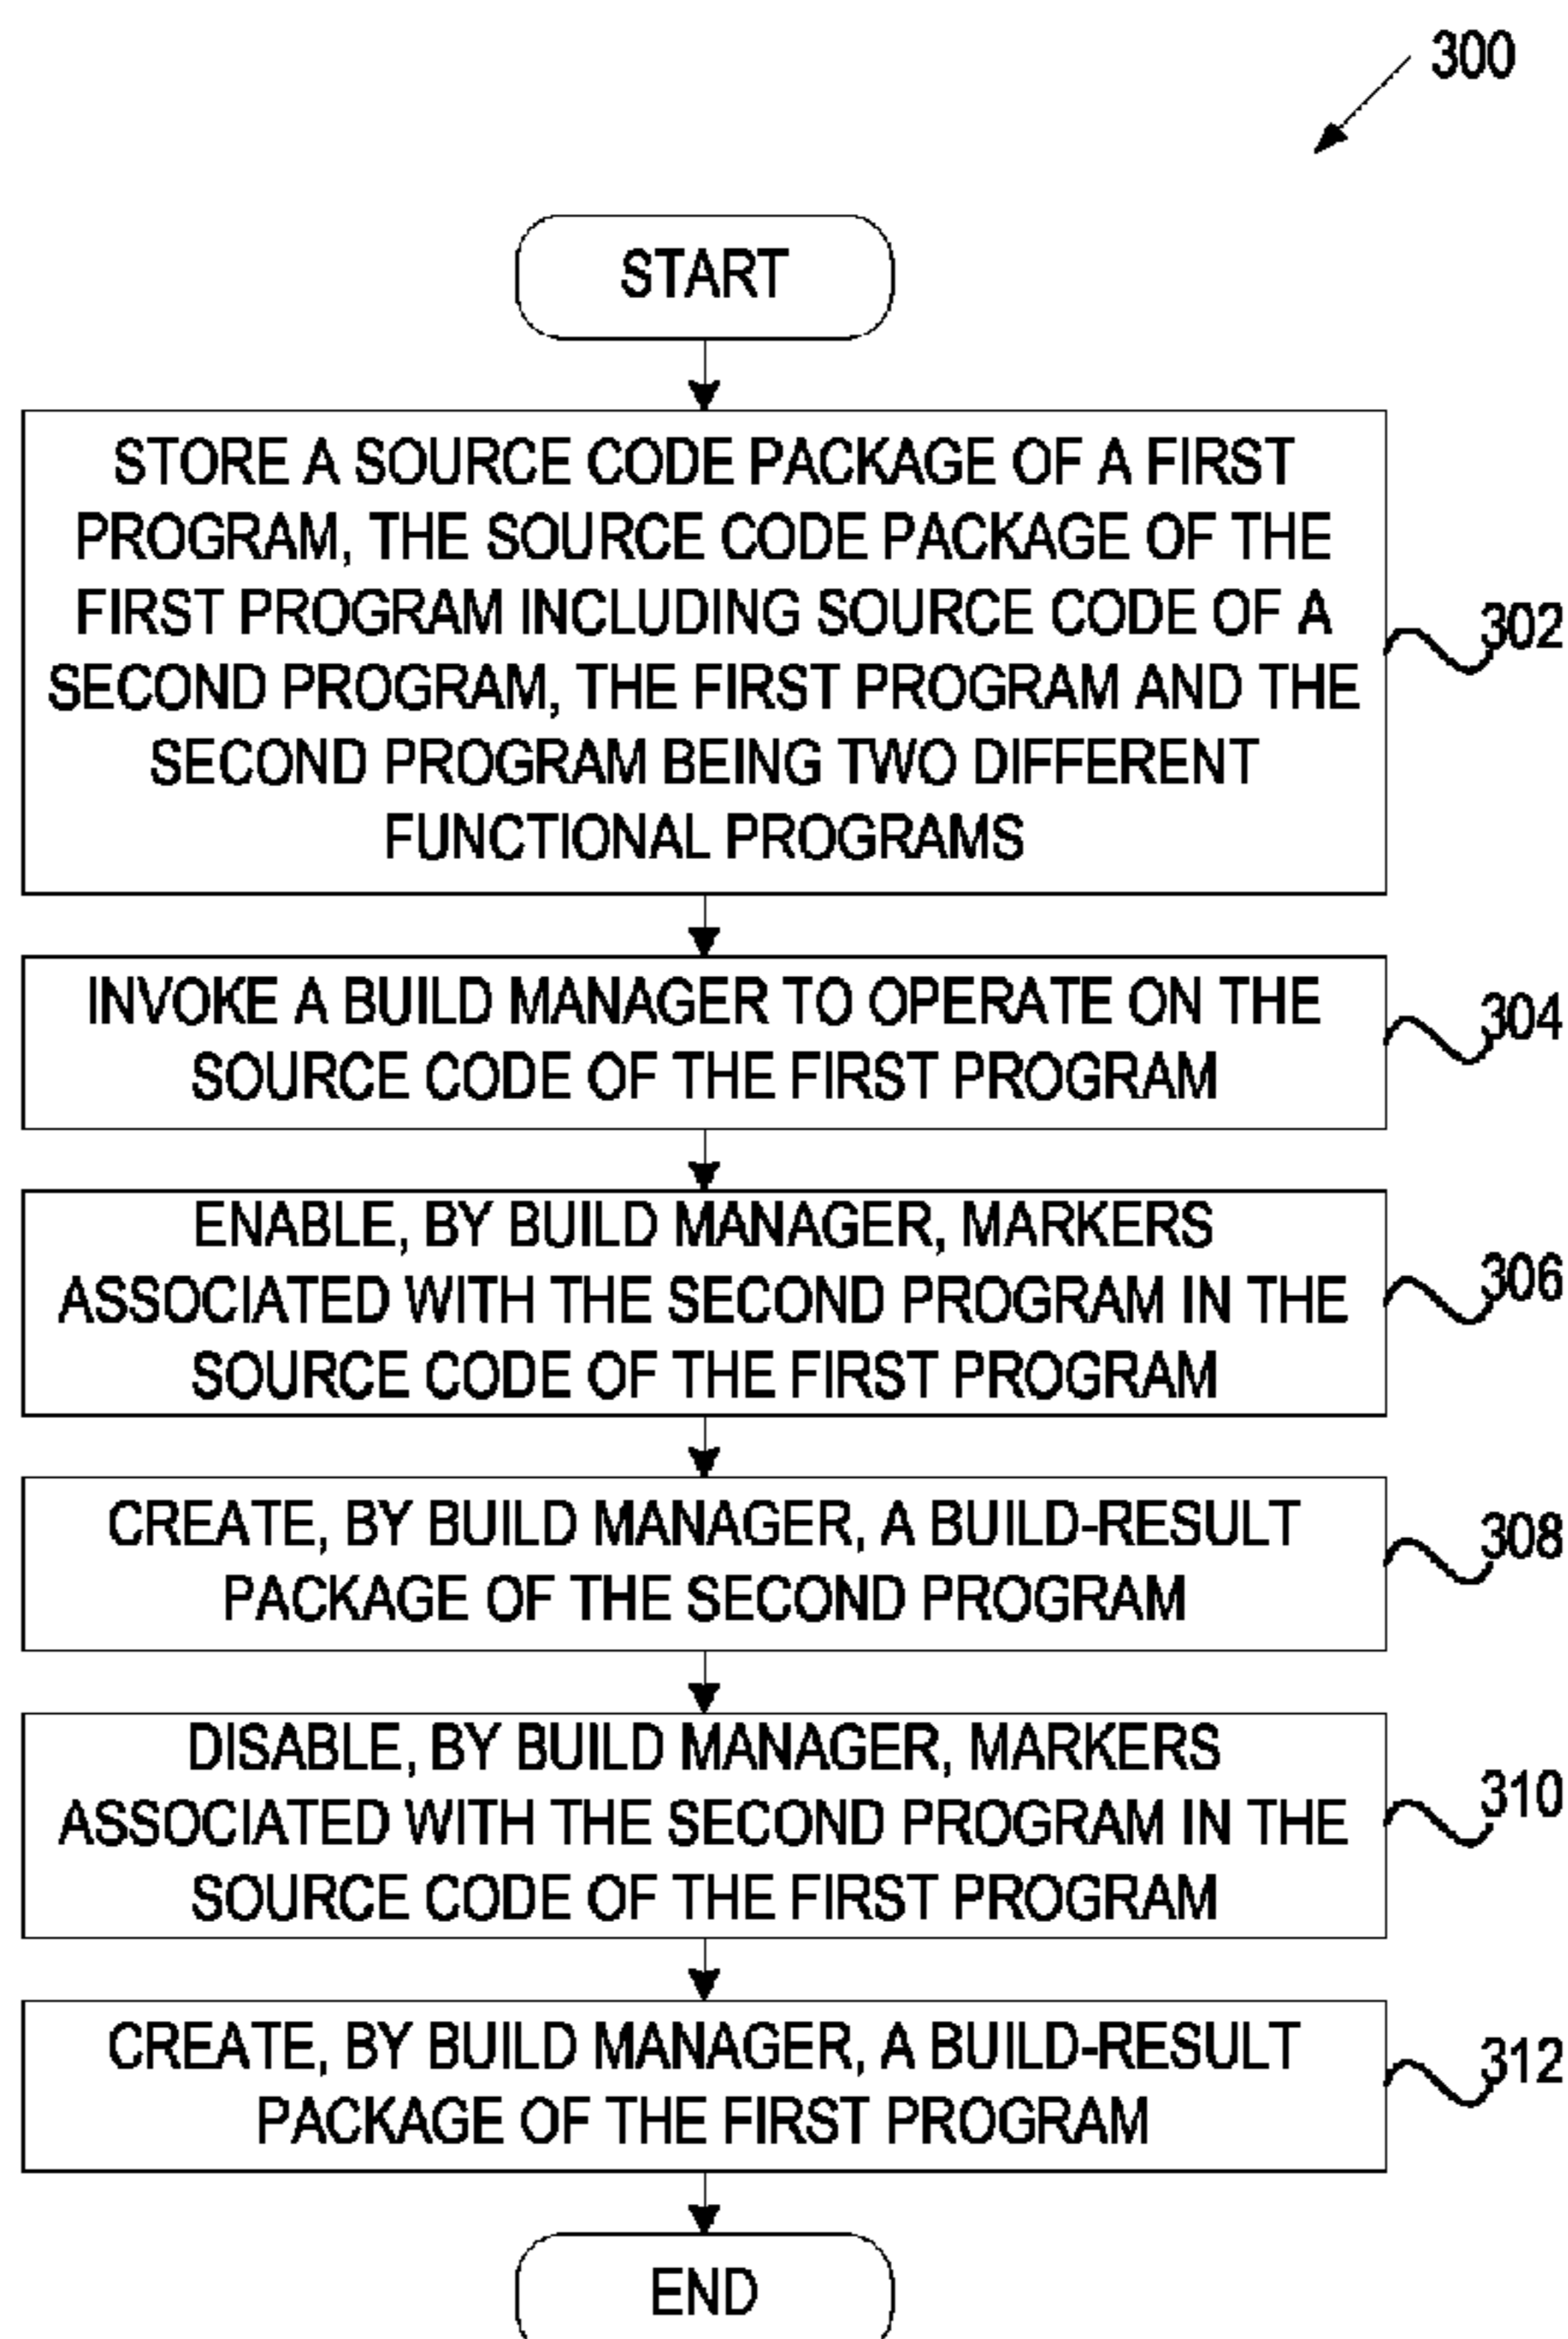 300
START
STORE A SOURCE CODE PACKAGE OF A FIRST
PROGRAM, THE SOURCE CODE PACKAGE OF THE
FIRST PROGRAM INCLUDING SOURCE CODE OF A
SECOND PROGRAM, THE FIRST PROGRAM AND THE
SECOND PROGRAM BEING TWO DIFFERENT
FUNCTIONAL PROGRAMS
302
INVOKE A BUILD MANAGER TO OPERATE ON THE
SOURCE CODE OF THE FIRST PROGRAM
304
ENABLE, BY BUILD MANAGER, MARKERS
ASSOCIATED WITH THE SECOND PROGRAM IN THE
SOURCE CODE OF THE FIRST PROGRAM
306
CREATE, BY BUILD MANAGER, A BUILD-RESULT
PACKAGE OF THE SECOND PROGRAM
308
DISABLE, BY BUILD MANAGER, MARKERS
ASSOCIATED WITH THE SECOND PROGRAM IN THE
SOURCE CODE OF THE FIRST PROGRAM
310
CREATE, BY BUILD MANAGER, A BUILD-RESULT
PACKAGE OF THE FIRST PROGRAM
312
END